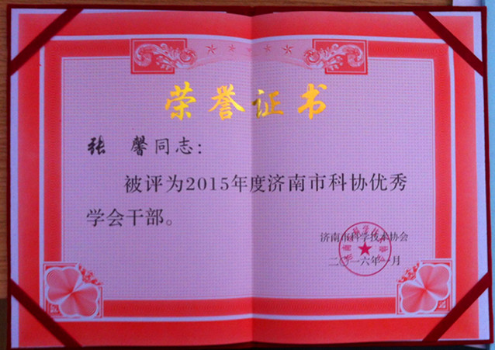 荣誉证书
张 馨同志：
被评为2015年度济南市科协优秀
学会干部。
济南市科学技术协会
二〇一六年一月